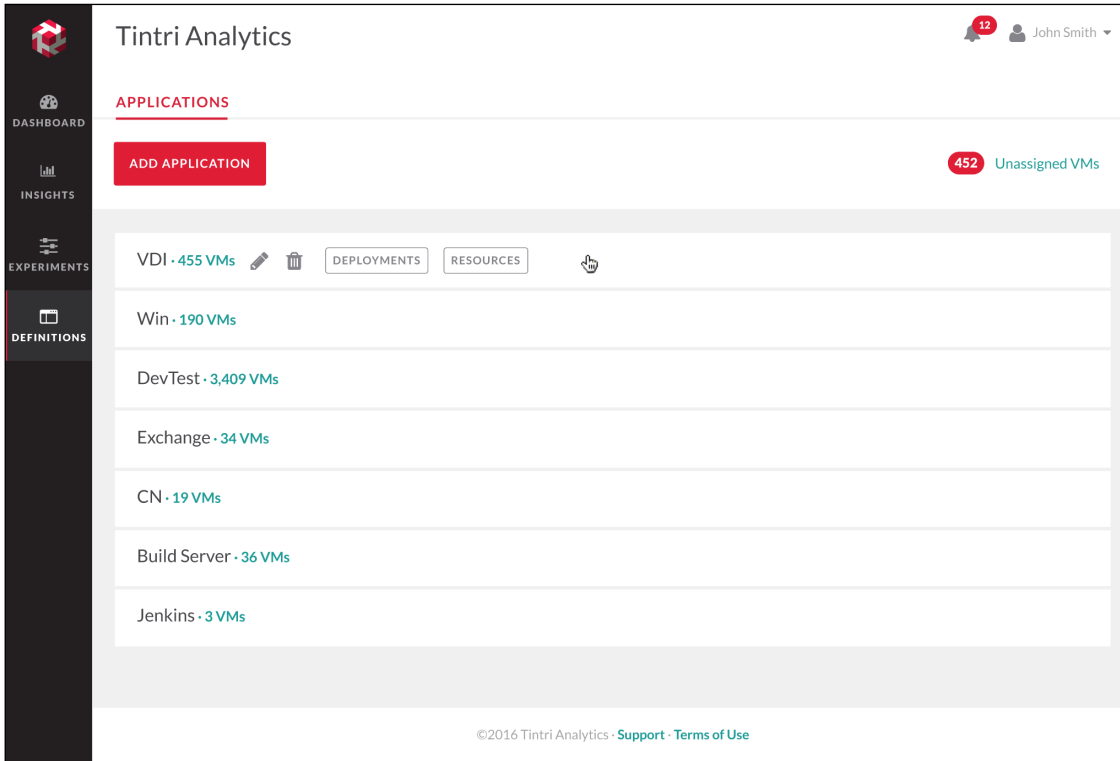 Tintri Analytics
12
John Smith
DASHBOARD
INSIGHTS
EXPERIMENTS
DEFINITIONS
APPLICATIONS
ADD APPLICATION
452 Unassigned VMs
VDI · 455 VMs DEPLOYMENTS RESOURCES
Win · 190 VMs
DevTest · 3,409 VMs
Exchange · 34 VMs
CN · 19 VMs
Build Server · 36 VMs
Jenkins · 3 VMs
©2016 Tintri Analytics · Support · Terms of Use